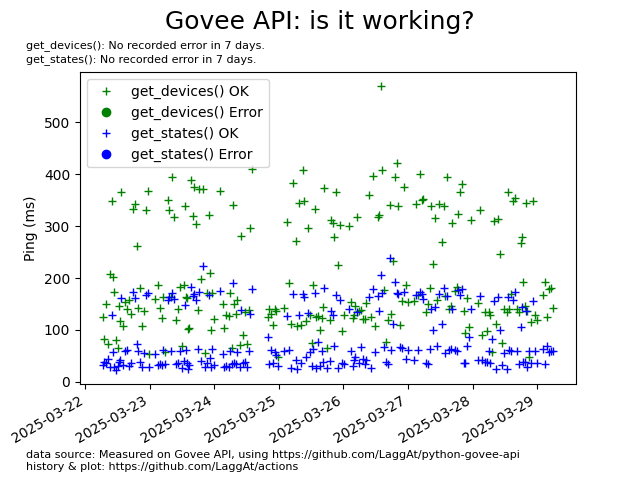 Govee API: is it working?
get_devices(): No recorded error in 7 days.
get_states(): No recorded error in 7 days.
get_devices() OK
get_devices() Error
get_states() OK
get_states() Error
Ping (ms)
500
400
300
200
100
0
2025-03-22
2025-03-23
2025-03-24
2025-03-25
2025-03-26
2025-03-27
2025-03-28
2025-03-29
data source: Measured on Govee API, using https://github.com/LaggAt/python-govee-api
history & plot: https://github.com/LaggAt/actions